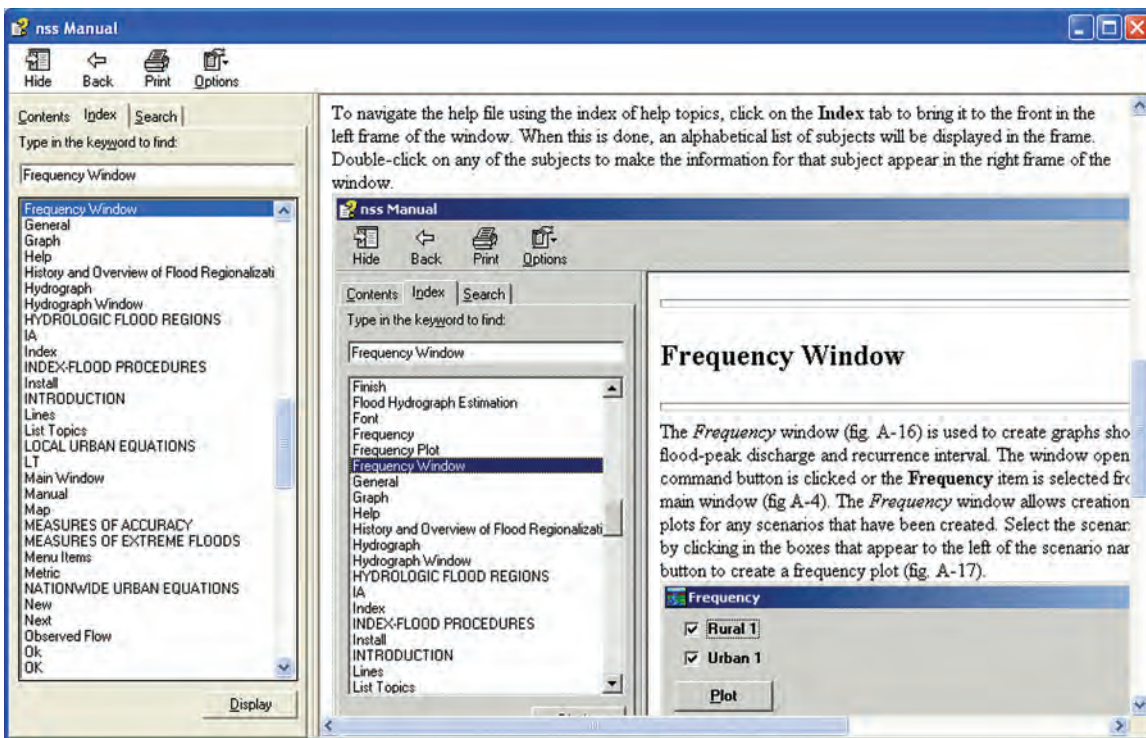 nss Manual
Hide Back Print Options
Contents Index Search
Type in the keyword to find:
Frequency Window
Frequency Window
General
Graph
Help
History and Overview of Flood Regionalizati
Hydrograph
Hydrograph Window
HYDROLOGIC FLOOD REGIONS
IA
Index
INDEX-FLOOD PROCEDURES
Install
INTRODUCTION
Lines
List Topics
LOCAL URBAN EQUATIONS
LT
Main Window
Manual
Map
MEASURES OF ACCURACY
MEASURES OF EXTREME FLOODS
Menu Items
Metric
NATIONWIDE URBAN EQUATIONS
New
Next
Observed Flow
Ok
OK
Display
To navigate the help file using the index of help topics, click on the Index tab to bring it to the front in the
left frame of the window. When this is done, an alphabetical list of subjects will be displayed in the frame.
Double-click on any of the subjects to make the information for that subject appear in the right frame of the
window.
nss Manual
Hide Back Print Options
Contents Index Search
Type in the keyword to find:
Frequency Window
Finish
Flood Hydrograph Estimation
Font
Frequency
Frequency Plot
Frequency Window
General
Graph
Help
History and Overview of Flood Regionalizati
Hydrograph
Hydrograph Window
HYDROLOGIC FLOOD REGIONS
IA
Index
INDEX-FLOOD PROCEDURES
Install
INTRODUCTION
Lines
List Topics
Frequency Window
The Frequency window (fig. A-16) is used to create graphs sho
flood-peak discharge and recurrence interval. The window open
command button is clicked or the Frequency item is selected fr
main window (fig A-4). The Frequency window allows creation
plots for any scenarios that have been created. Select the scenar
by clicking in the boxes that appear to the left of the scenario nar
button to create a frequency plot (fig. A-17).
Frequency
Rural 1
Urban 1
Plot